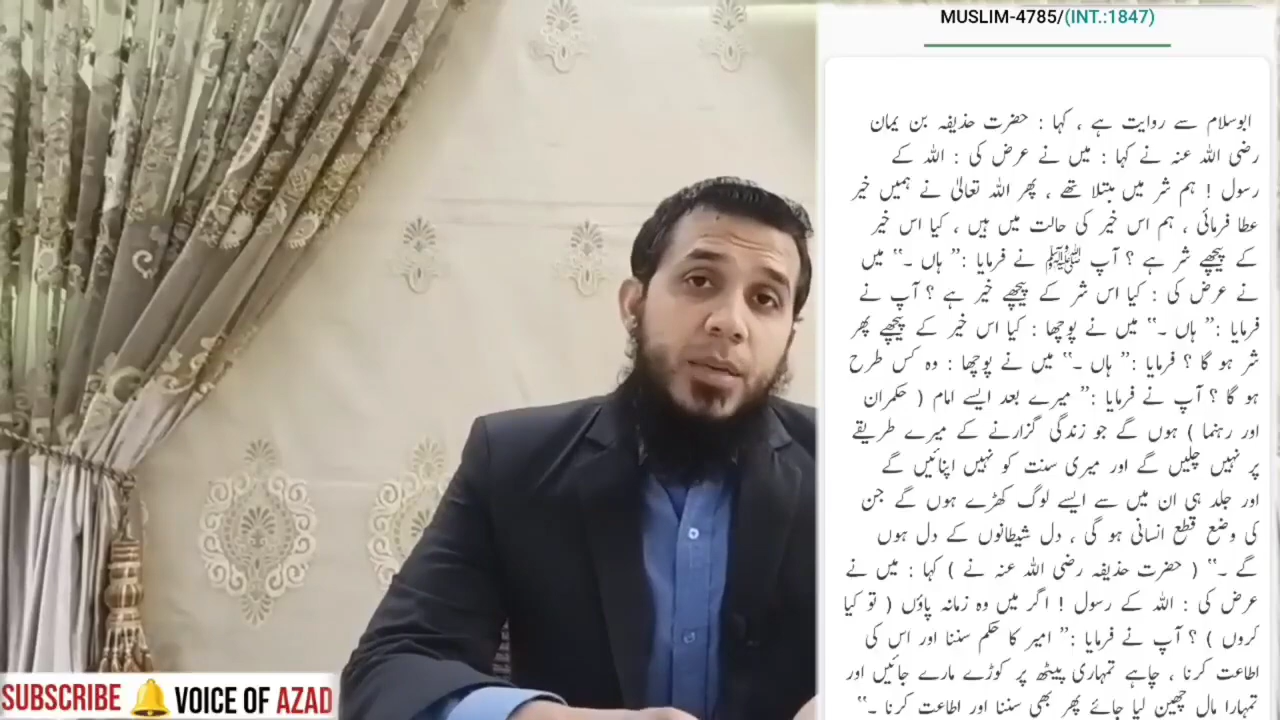 MUSLIM-4785/(INT.:1847)
ابوسلام سے روایت ہے ، کہا : حضرت حذیفہ بن یمان
رضی اللہ عنہ نے کہا : میں نے عرض کی : اللہ کے
رسول ! ہم شر میں مبتلا تھے ، پھر اللہ تعالیٰ نے ہمیں خیر
عطا فرمائی ، ہم اس خیر کی حالت میں ہیں ، کیا اس خیر
کے پیچھے شر ہے ؟ آپ ﷺ نے فرمایا :” ہاں ۔“ میں
نے عرض کی : کیا اس شر کے پیچھے خیر ہے ؟ آپ نے
فرمایا :” ہاں ۔“ میں نے پوچھا : کیا اس خیر کے پیچھے پھر
شر ہو گا ؟ فرمایا :” ہاں ۔“ میں نے پوچھا : وہ کس طرح
ہو گا ؟ آپ نے فرمایا :” میرے بعد ایسے امام ( حکمران
اور رہنما ) ہوں گے جو زندگی گزارنے کے میرے طریقے
پر نہیں چلیں گے اور میری سنت کو نہیں اپنائیں گے
اور جلد ہی ان میں سے ایسے لوگ کھڑے ہوں گے جن
کی وضع قطع انسانی ہو گی ، دل شیطانوں کے دل ہوں
گے ۔“ ( حضرت حذیفہ رضی اللہ عنہ نے ) کہا : میں نے
عرض کی : اللہ کے رسول ! اگر میں وہ زمانہ پاؤں ( تو کیا
کروں ) ؟ آپ نے فرمایا :” امیر کا حکم سننا اور اس کی
اطاعت کرنا ، چاہے تمہاری پیٹھ پر کوڑے مارے جائیں اور
تمہارا مال چھین لیا جائے پھر بھی سننا اور اطاعت کرنا ۔“
SUBSCRIBE VOICE OF AZAD